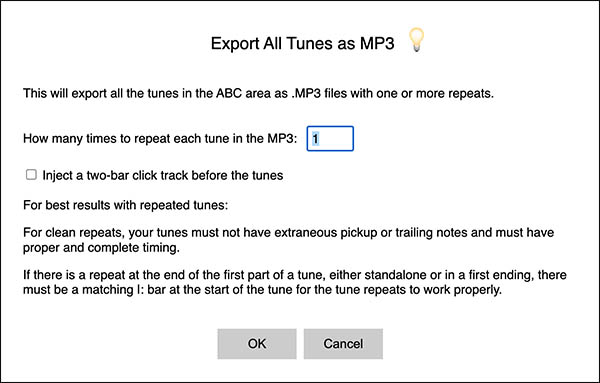 Export All Tunes as MP3
This will export all the tunes in the ABC area as .MP3 files with one or more repeats.
How many times to repeat each tune in the MP3: 1
Inject a two-bar click track before the tunes
For best results with repeated tunes:
For clean repeats, your tunes must not have extraneous pickup or trailing notes and must have
proper and complete timing.
If there is a repeat at the end of the first part of a tune, either standalone or in a first ending, there
must be a matching |: bar at the start of the tune for the tune repeats to work properly.
OK Cancel